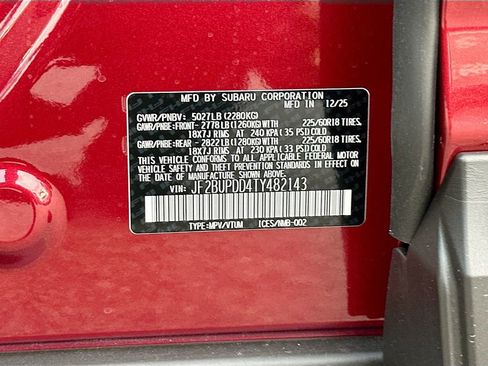 MFD BY SUBARU CORPORATION
MFD IN 12/25
GVWR/PNBV: 5027LB (2280KG)
GAWR/PNBE:FRONT- 2778LB (1260KG) WITH 225/60R18 TIRES,
18X7J RIMS AT 240 KPA (35 PSI) COLD
GAWR/PNBE:REAR - 2822LB (1280KG) WITH 225/60R18 TIRES,
18X7J RIMS AT 230 KPA (33 PSI) COLD
THIS VEHICLE CONFORMS TO ALL APPLICABLE FEDERAL MOTOR
VEHICLE SAFETY AND THEFT PREVENTION STANDARDS IN EFFECT
ON THE DATE OF MANUFACTURE SHOWN ABOVE.
VIN: JF2BUPDD4TY482143
TYPE:MPV/VTUM ICES/NMB-002